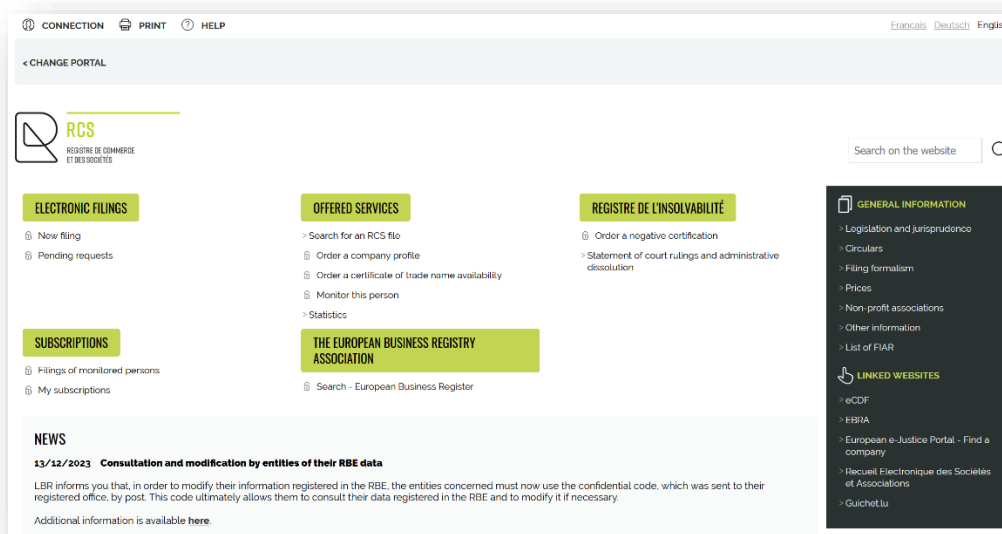 CONNECTION PRINT HELP
Français Deutsch Englis
< CHANGE PORTAL
RCS
REGISTRE DE COMMERCE
ET DES SOCIÉTÉS
Search on the website
ELECTRONIC FILINGS
New filing
Pending requests
OFFERED SERVICES
> Search for an RCS file
Order a company profile
Order a certificate of trade name availability
Monitor this person
> Statistics
REGISTRE DE L'INSOLVABILITÉ
Order a negative certification
> Statement of court rulings and administrative
dissolution
SUBSCRIPTIONS
Filings of monitored persons
My subscriptions
THE EUROPEAN BUSINESS REGISTRY
ASSOCIATION
Search - European Business Register
NEWS
13/12/2023 Consultation and modification by entities of their RBE data
LBR informs you that, in order to modify their information registered in the RBE, the entities concerned must now use the confidential code, which was sent to their
registered office, by post. This code ultimately allows them to consult their data registered in the RBE and to modify it if necessary.
Additional information is available here.
GENERAL INFORMATION
> Legislation and jurisprudence
> Circulars
> Filing formalism
> Prices
> Non-profit associations
> Other information
> List of FIAR
LINKED WEBSITES
> eCDF
> EBRA
> European e-Justice Portal - Find a
company
> Recueil Electronique des Sociétés
et Associations
> Guichet.lu